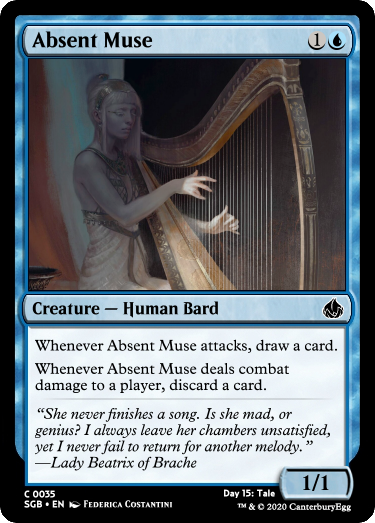 Absent Muse 1
Creature — Human Bard
Whenever Absent Muse attacks, draw a card.
Whenever Absent Muse deals combat
damage to a player, discard a card.
“She never finishes a song. Is she mad, or
genius? I always leave her chambers unsatisfied,
yet I never fail to return for another melody.”
—Lady Beatrix of Brache
1/1
C 0035 Day 15: Tale
SGB • EN Federica Costantini ™ & © 2020 CanterburyEgg